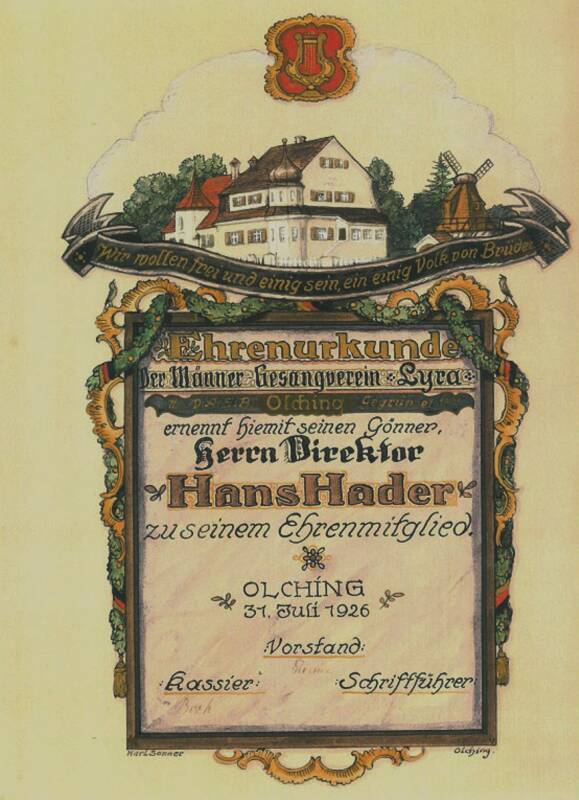 Wir wollen frei und einig sein, ein einig Volk von Brüder
Ehrenurkunde
Der Männer-Gesangverein Lyra
D.A.S.B. Olching Gegründet
ernennt hiemit seinen Gönner,
Herrn Direktor
Hans Hader
zu seinem Ehrenmitglied.
OLCHING
31. Juli 1926
:Vorstand:
:Kassier: :Schriftführer:
Karl Sonner Olching.